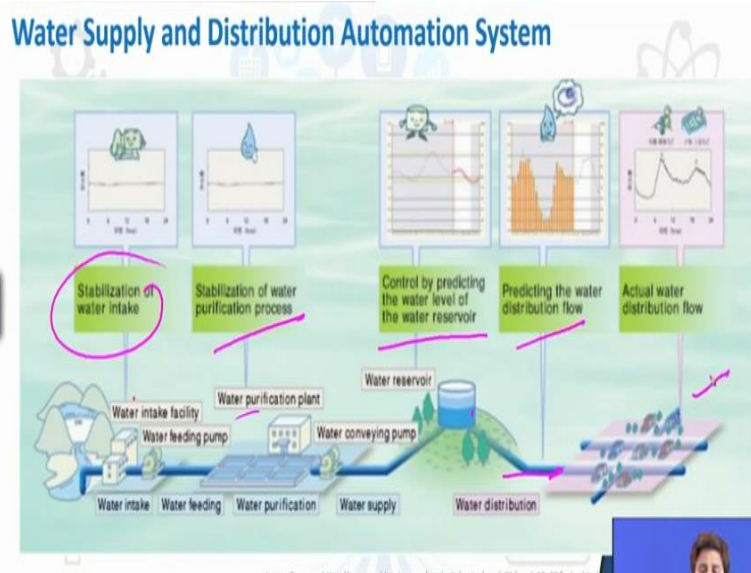 Water Supply and Distribution Automation System
Stabilization of
water intake
Stabilization of water
purification process
Control by predicting
the water level of
the water reservoir
Predicting the water
distribution flow
Actual water
distribution flow
Water reservoir
Water purification plant
Water intake facility
Water feeding pump
Water conveying pump
Water intake
Water feeding
Water purification
Water supply
Water distribution